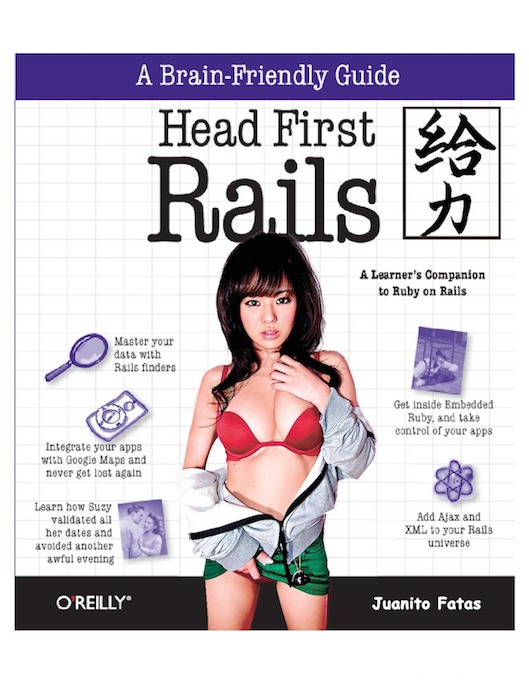 A Brain-Friendly Guide
Head First
Rails
给
力
A Learner's Companion
to Ruby on Rails
Master your
data with
Rails finders
Integrate your apps
with Google Maps and
never get lost again
Learn how Suzy
validated all
her dates and
avoided another
awful evening
Get inside Embedded
Ruby, and take
control of your apps
Add Ajax and
XML to your Rails
universe
O'REILLY®
Juanito Fatas